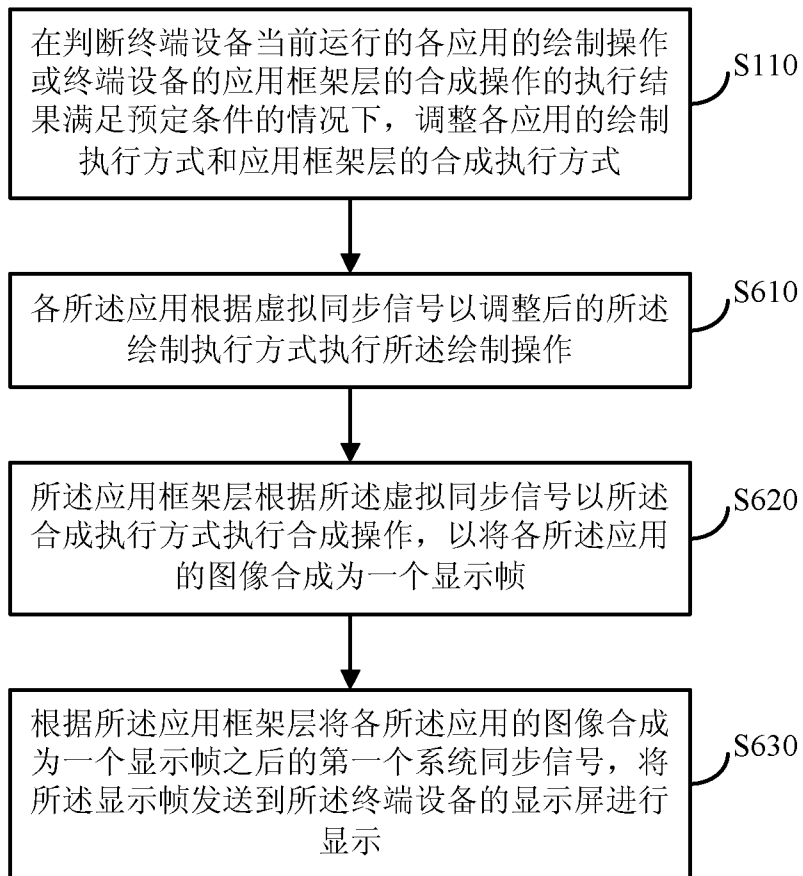 在判断终端设备当前运行的各应用的绘制操作
或终端设备的应用框架层的合成操作的执行结
果满足预定条件的情况下，调整各应用的绘制
执行方式和应用框架层的合成执行方式
S110
各所述应用根据虚拟同步信号以调整后的所述
绘制执行方式执行所述绘制操作
S610
所述应用框架层根据所述虚拟同步信号以所述
合成执行方式执行合成操作，以将各所述应用
的图像合成为一个显示帧
S620
根据所述应用框架层将各所述应用的图像合成
为一个显示帧之后的第一个系统同步信号，将
所述显示帧发送到所述终端设备的显示屏进行
显示
S630